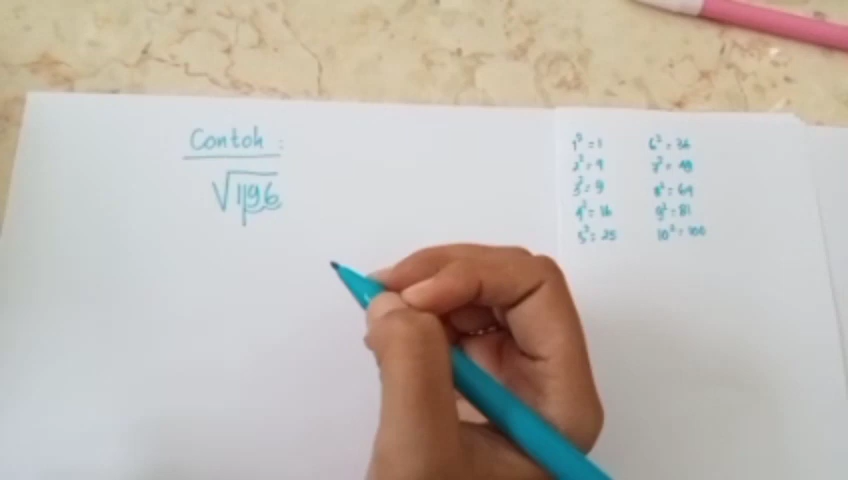 Contoh :
√196
1² = 1
2² = 4
3² = 9
4² = 16
5² = 25
6² = 36
7² = 49
8² = 64
9² = 81
10² = 100